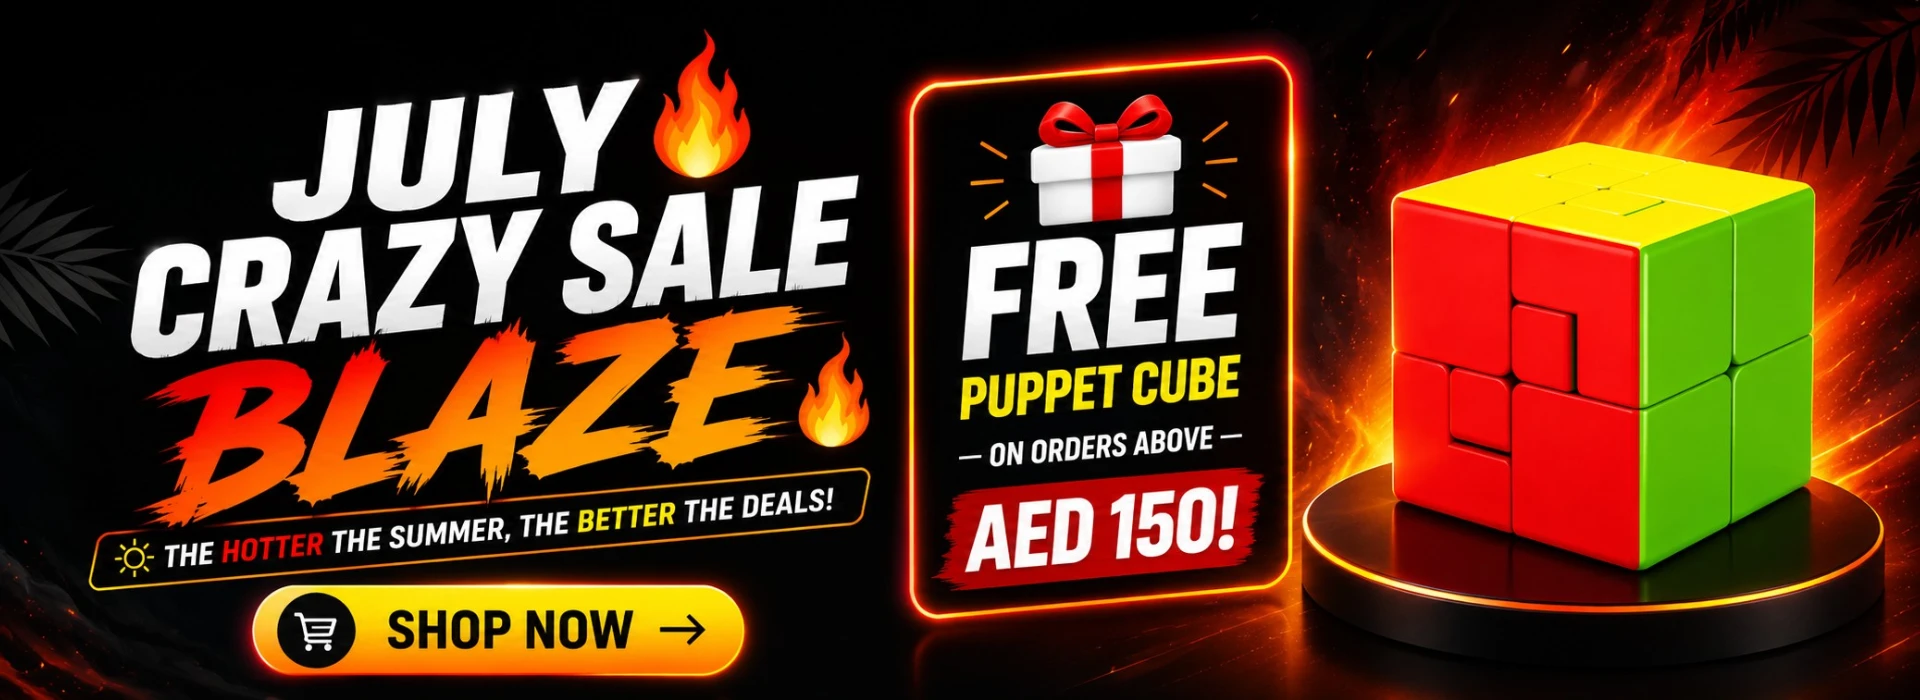 JULY
CRAZY SALE
BLAZE
THE HOTTER THE SUMMER, THE BETTER THE DEALS!
SHOP NOW
FREE
PUPPET CUBE
— ON ORDERS ABOVE —
AED 150!